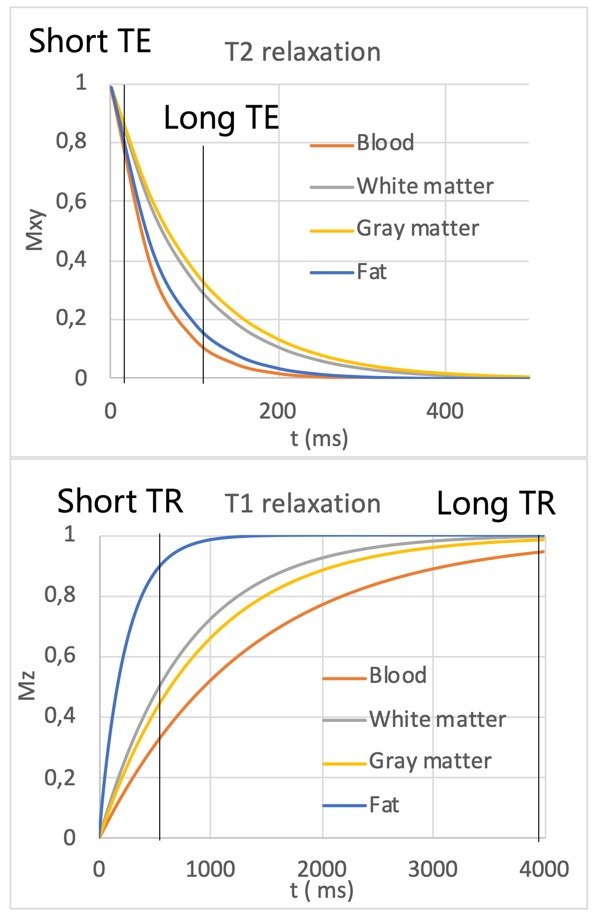 Short TE
T2 relaxation
1
Long TE
0,8
Blood
White matter
0,6
Gray matter
Mxy
0,4
Fat
0,2
0
0 200 400
t (ms)
Short TR T1 relaxation Long TR
1
0,8
0,6
Blood
Mz
White matter
0,4
Gray matter
Fat
0,2
0
0 1000 2000 3000 4000
t ( ms)